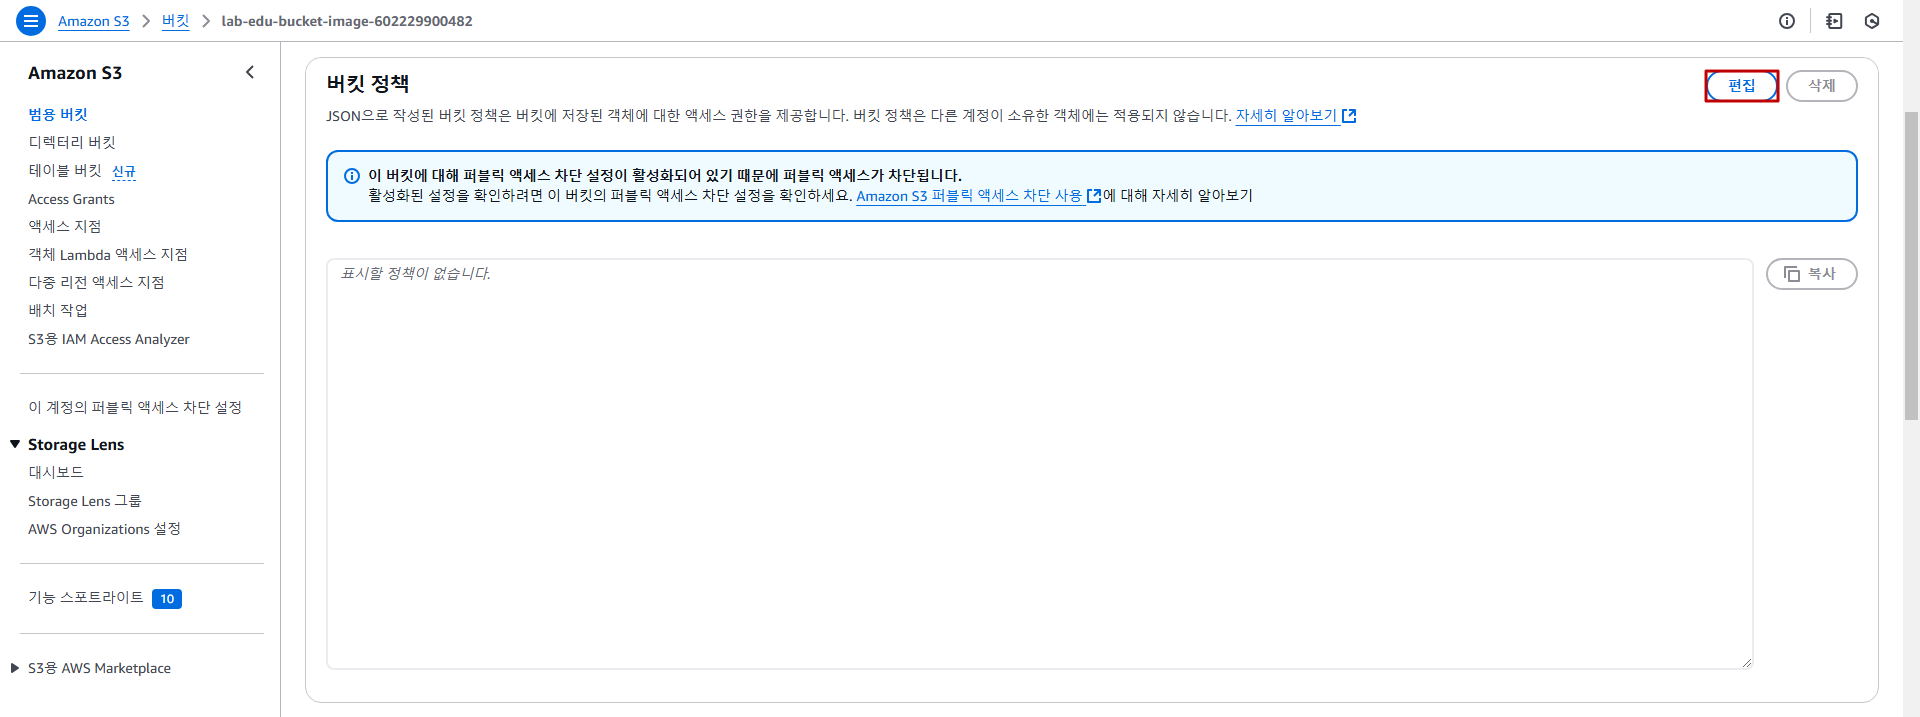 Amazon S3 > 버킷 > lab-edu-bucket-image-602229900482
Amazon S3
범용 버킷
디렉터리 버킷
테이블 버킷 신규
Access Grants
액세스 지점
객체 Lambda 액세스 지점
다중 리전 액세스 지점
배치 작업
S3용 IAM Access Analyzer
이 계정의 퍼블릭 액세스 차단 설정
Storage Lens
대시보드
Storage Lens 그룹
AWS Organizations 설정
기능 스포트라이트 10
S3용 AWS Marketplace
버킷 정책
편집
삭제
JSON으로 작성된 버킷 정책은 버킷에 저장된 객체에 대한 액세스 권한을 제공합니다. 버킷 정책은 다른 계정이 소유한 객체에는 적용되지 않습니다. 자세히 알아보기
이 버킷에 대해 퍼블릭 액세스 차단 설정이 활성화되어 있기 때문에 퍼블릭 액세스가 차단됩니다.
활성화된 설정을 확인하려면 이 버킷의 퍼블릭 액세스 차단 설정을 확인하세요. Amazon S3 퍼블릭 액세스 차단 사용 에 대해 자세히 알아보기
표시할 정책이 없습니다.
복사